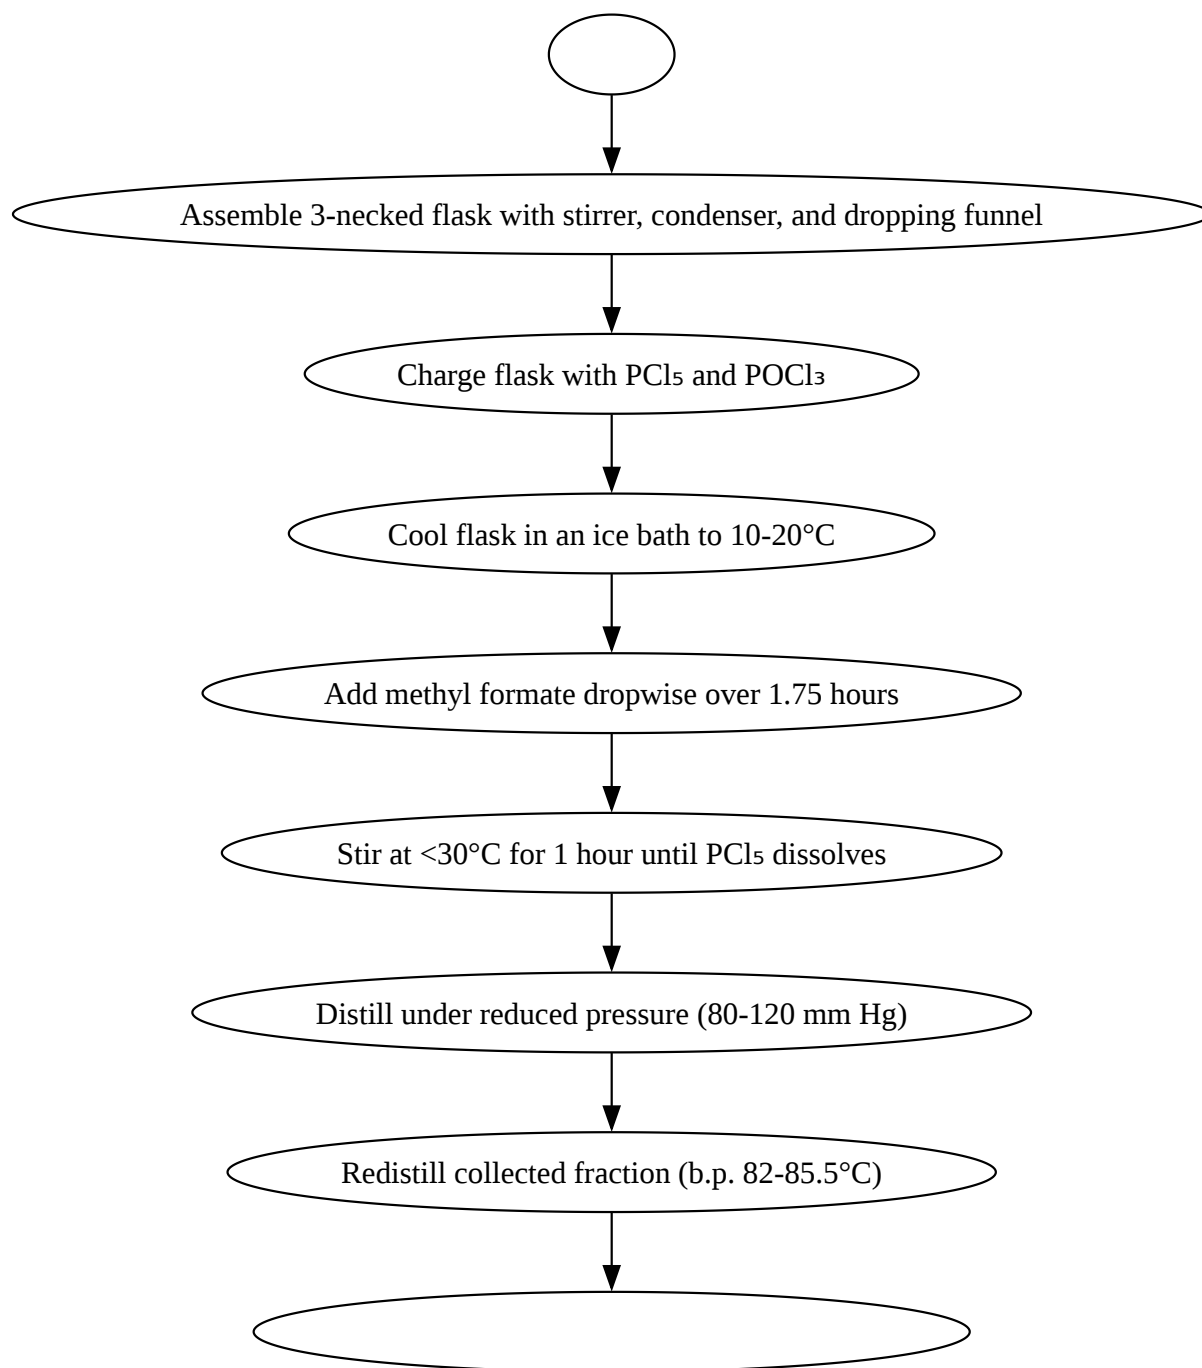 Assemble 3-necked flask with stirrer, condenser, and dropping funnel
Charge flask with PCl₅ and POCl₃
Cool flask in an ice bath to 10-20°C
Add methyl formate dropwise over 1.75 hours
Stir at <30°C for 1 hour until PCl₅ dissolves
Distill under reduced pressure (80-120 mm Hg)
Redistill collected fraction (b.p. 82-85.5°C)